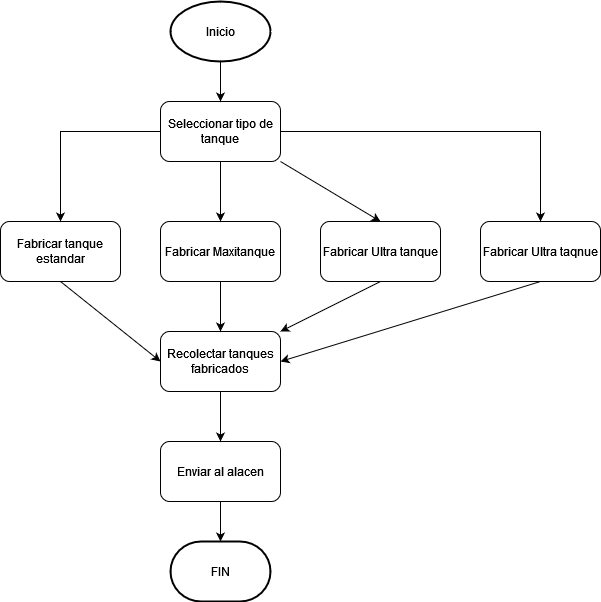 Inicio
Seleccionar tipo de
tanque
Fabricar tanque
estandar
Fabricar Maxitanque
Fabricar Ultra tanque
Fabricar Ultra taqnue
Recolectar tanques
fabricados
Enviar al alacen
FIN